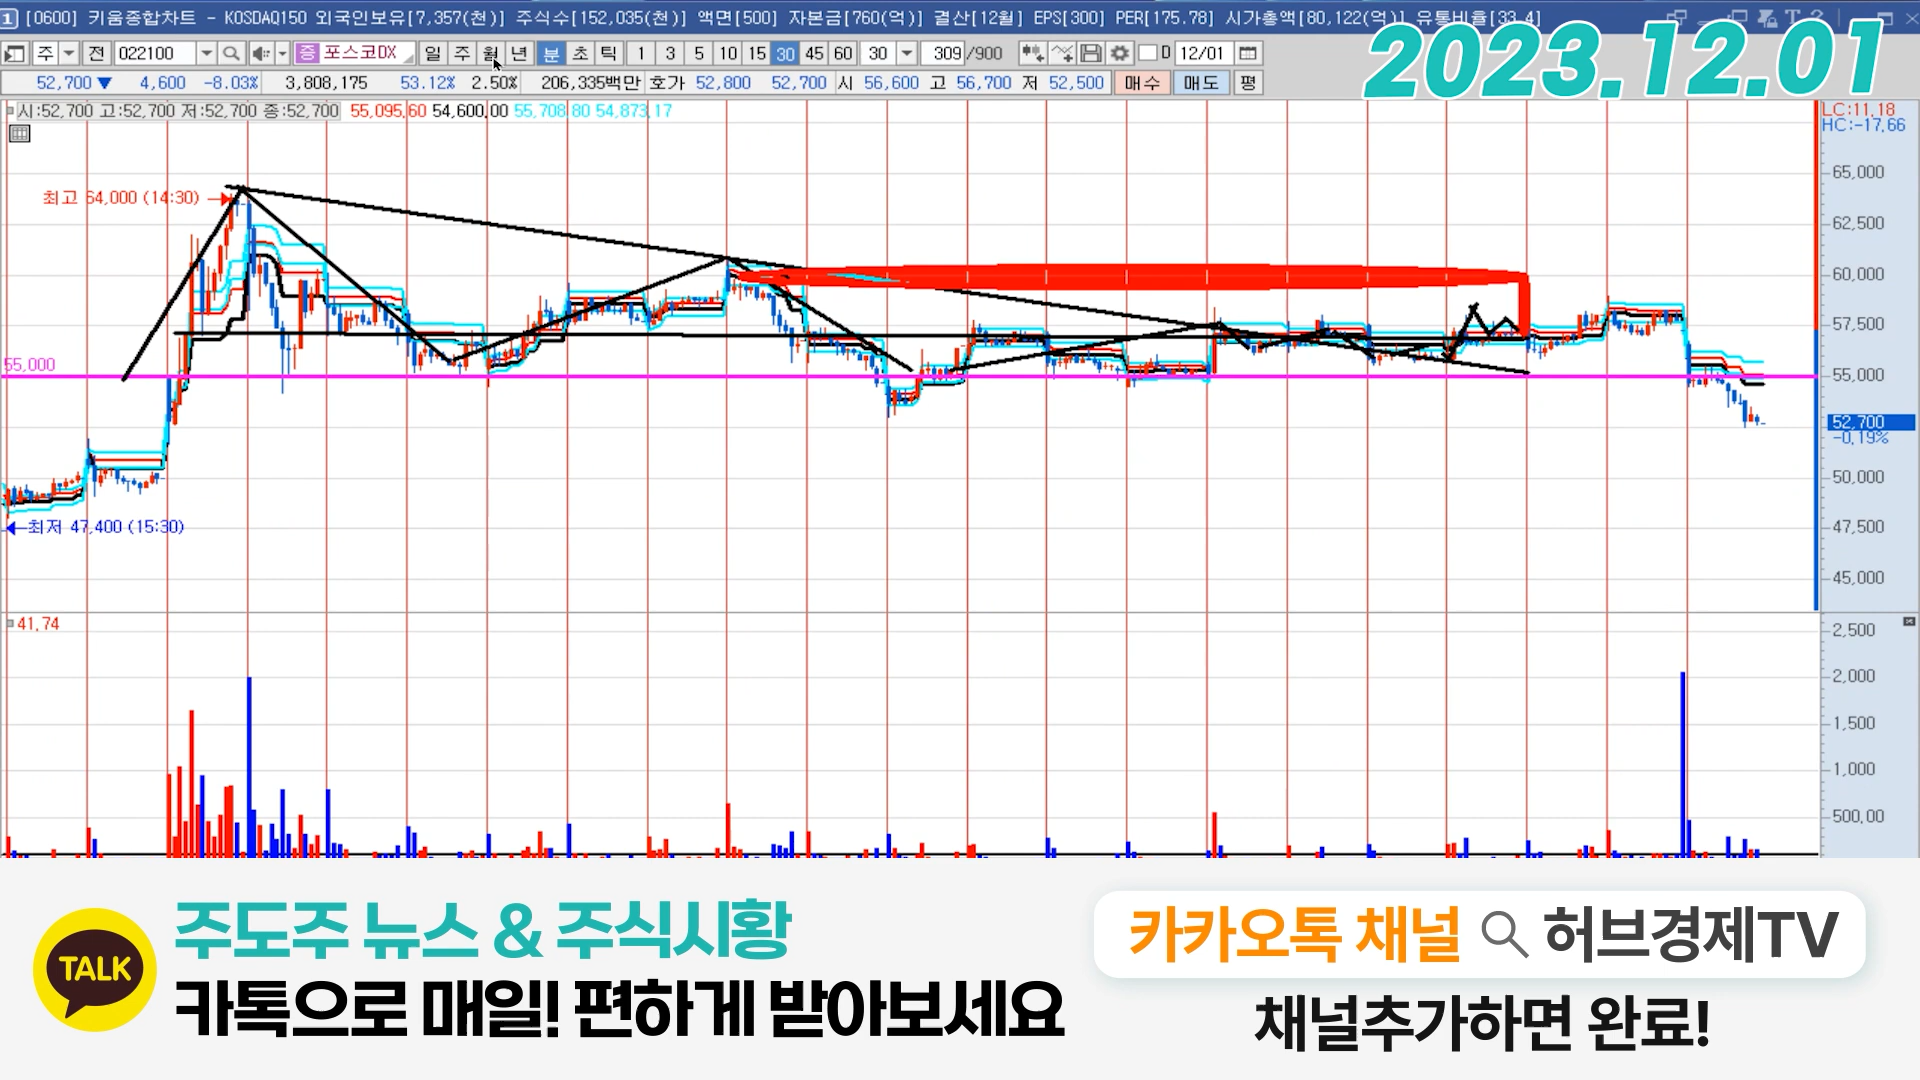 1 [0600] 키움종합차트 - KOSDAQ150 외국인보유[7,357(천)] 주식수[152,035(천)] 액면[500] 자본금[760(억)] 결산[12월] EPS[300] PER[175.78] 시가총액[80,122(억)] 유통비율[33.4]
2023.12.01
주 전 022100 증 포스코DX 일 주 월 년 분 초 틱 1 3 5 10 15 30 45 60 30 309 /900 D 12/01
52,700 ▼ 4,600 -8.03% 3,808,175 53.12% 2.50% 206,335백만 호가 52,800 52,700 시 56,600 고 56,700 저 52,500 매수 매도 평
시:52,700 고:52,700 저:52,700 종:52,700 55,095.60 54,600.00 55,708.80 54,873.17
LC:11.18
HC:-17.66
65,000
최고 64,000 (14:30)
62,500
60,000
57,500
55,000
55,000
52,700
-0.19%
50,000
최저 47,400 (15:30)
47,500
45,000
41.74
2,500
2,000
1,500
1,000
500.00
TALK
주도주 뉴스 & 주식시황
카톡으로 매일! 편하게 받아보세요
카카오톡 채널 허브경제TV
채널추가하면 완료!